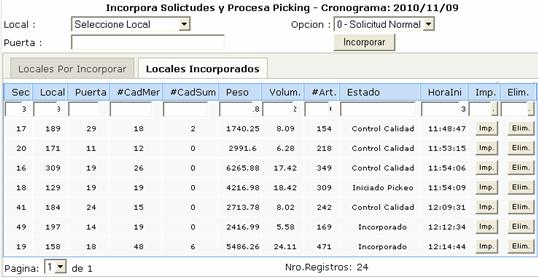 Incorpora Solictudes y Procesa Picking - Cronograma: 2010/11/09
Local : Seleccione Local Opcion : 0 - Solicitud Normal
Puerta : Incorporar
Locales Por Incorporar Locales Incorporados
Sec Local Puerta #CadMer #CadSum Peso Volum. #Art. Estado HoraIni Imp. Elim.
17 189 29 18 2 1740.25 8.09 154 Control Calidad 11:48:47 Imp. Elim.
20 171 11 12 0 2991.6 6.28 218 Control Calidad 11:53:15 Imp. Elim.
16 309 19 26 0 6265.88 17.42 349 Control Calidad 11:54:06 Imp. Elim.
18 129 19 19 0 4216.98 18.42 309 Iniciado Pickeo 11:54:09 Imp. Elim.
41 184 24 15 0 2713.78 8.02 242 Control Calidad 12:09:31 Imp. Elim.
49 197 14 19 0 2416.99 5.58 169 Incorporado 12:12:34 Imp. Elim.
19 158 18 48 6 5486.26 24.11 471 Incorporado 12:14:44 Imp. Elim.
Pagina: 1 de 1 Nro.Registros: 24